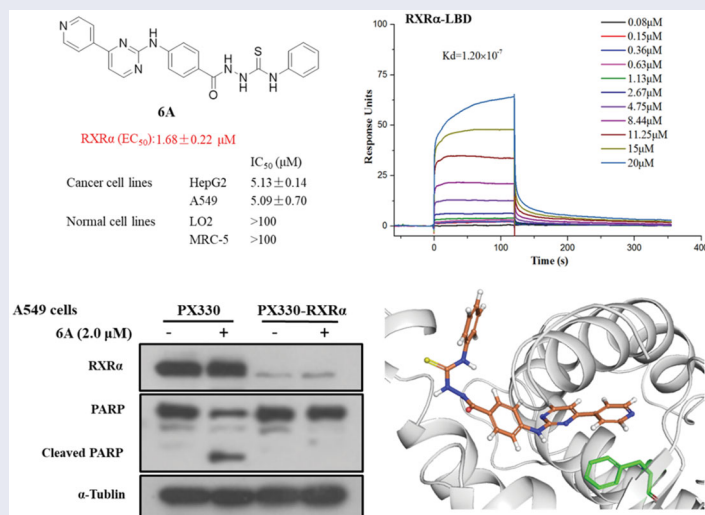 N
N
N
NH
O
H
N
N
H
S
N
H
6A
RXRα (EC50):1.68±0.22 μM
IC50 (μM)
Cancer cell lines HepG2 5.13±0.14
A549 5.09±0.70
Normal cell lines LO2 >100
MRC-5 >100
RXRα-LBD
Kd=1.20×10-7
0.08μM
0.15μM
0.36μM
0.63μM
1.13μM
2.67μM
4.75μM
8.44μM
11.25μM
15μM
20μM
Response Units
100
75
50
25
0
0 100 200 300 400
Time (s)
A549 cells PX330 PX330-RXRα
6A (2.0 μM) - + - +
RXRα
PARP
Cleaved PARP
α-Tublin